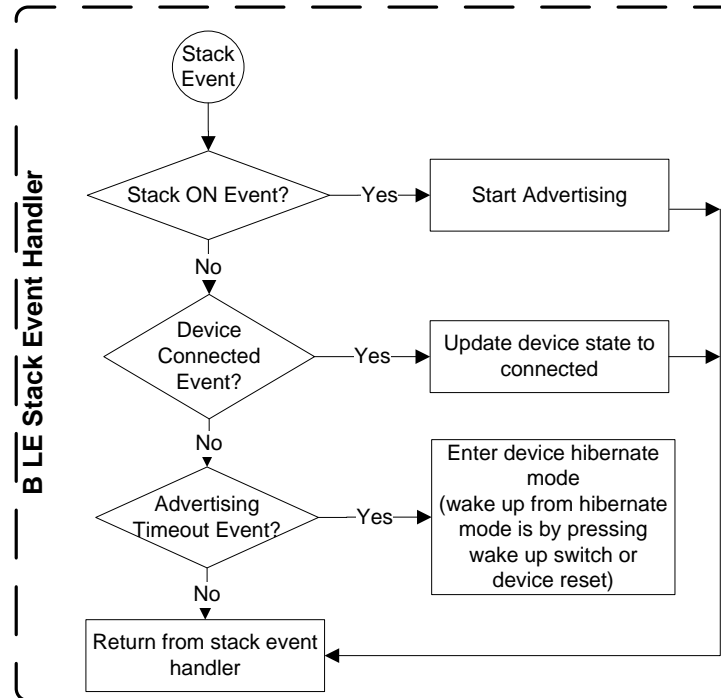 B LE Stack Event Handler
Stack
Event
Stack ON Event?
Yes
Start Advertising
No
Device
Connected
Event?
Yes
Update device state to
connected
No
Advertising
Timeout Event?
Yes
Enter device hibernate
mode
(wake up from hibernate
mode is by pressing
wake up switch or
device reset)
No
Return from stack event
handler